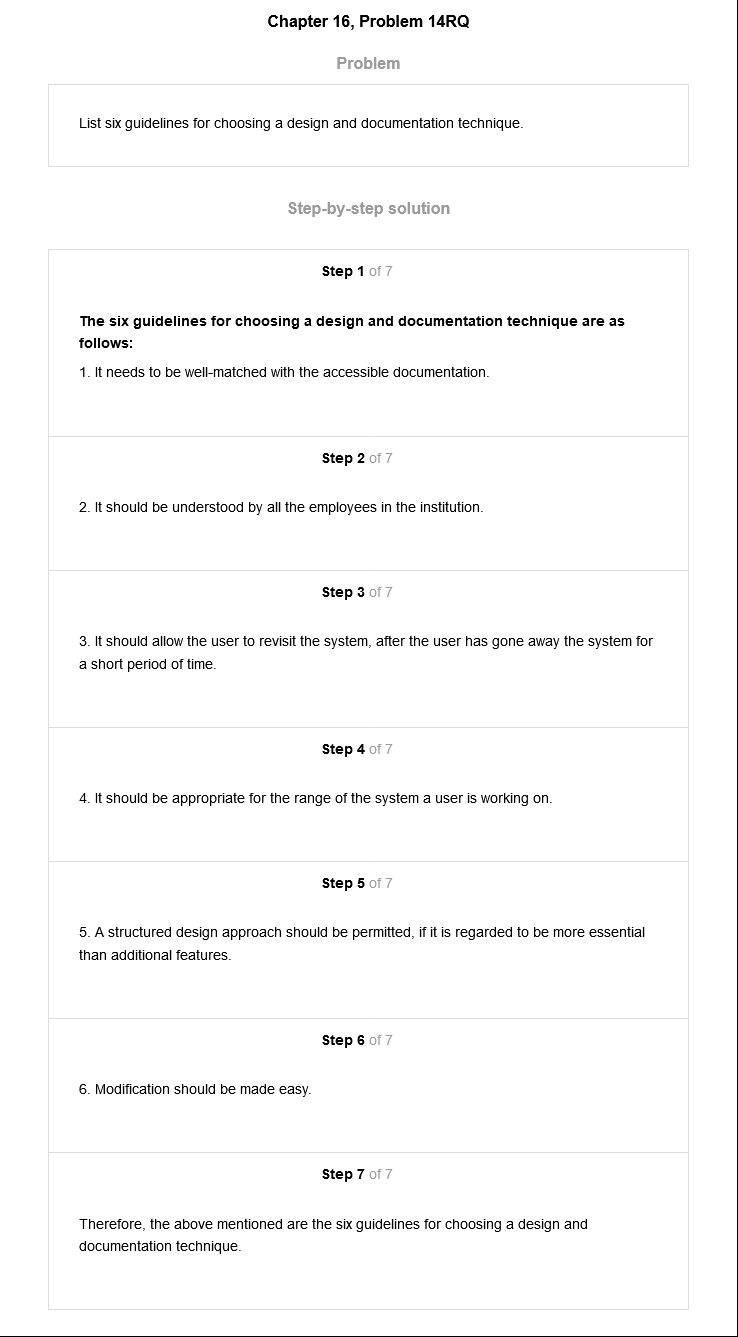 Chapter 16, Problem 14RQ
Problem
List six guidelines for choosing a design and documentation technique.
Step-by-step solution
Step 1 of 7
The six guidelines for choosing a design and documentation technique are as
follows:
1. It needs to be well-matched with the accessible documentation.
Step 2 of 7
2. It should be understood by all the employees in the institution.
Step 3 of 7
3. It should allow the user to revisit the system, after the user has gone away the system for
a short period of time.
Step 4 of 7
4. It should be appropriate for the range of the system a user is working on.
Step 5 of 7
5. A structured design approach should be permitted, if it is regarded to be more essential
than additional features.
Step 6 of 7
6. Modification should be made easy.
Step 7 of 7
Therefore, the above mentioned are the six guidelines for choosing a design and
documentation technique.